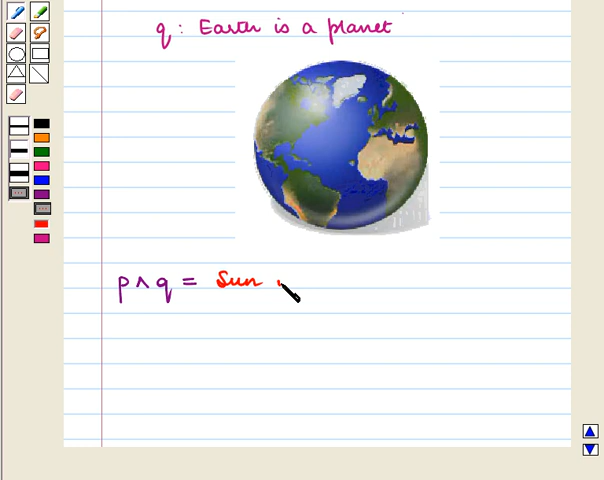 q : Earth is a planet
p ∧ q = Sun